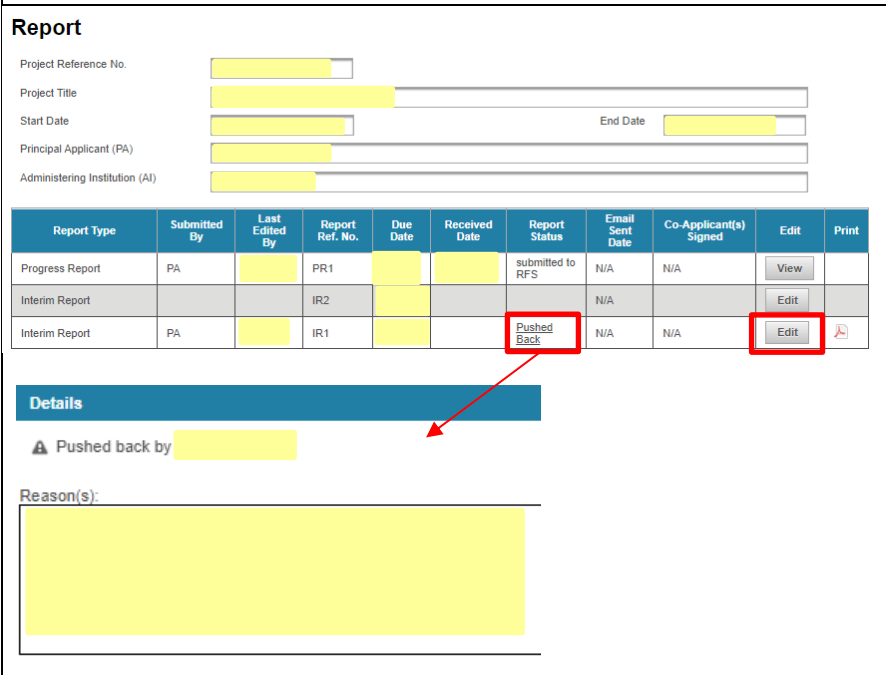 Report
Project Reference No.
Project Title
Start Date End Date
Principal Applicant (PA)
Administering Institution (AI)
Report Type Submitted By Last Edited By Report Ref. No. Due Date Received Date Report Status Email Sent Date Co-Applicant(s) Signed Edit Print
Progress Report PA PR1 submitted to RFS N/A N/A View
Interim Report IR2 N/A Edit
Interim Report PA IR1 Pushed Back N/A N/A Edit
Details
Pushed back by
Reason(s):